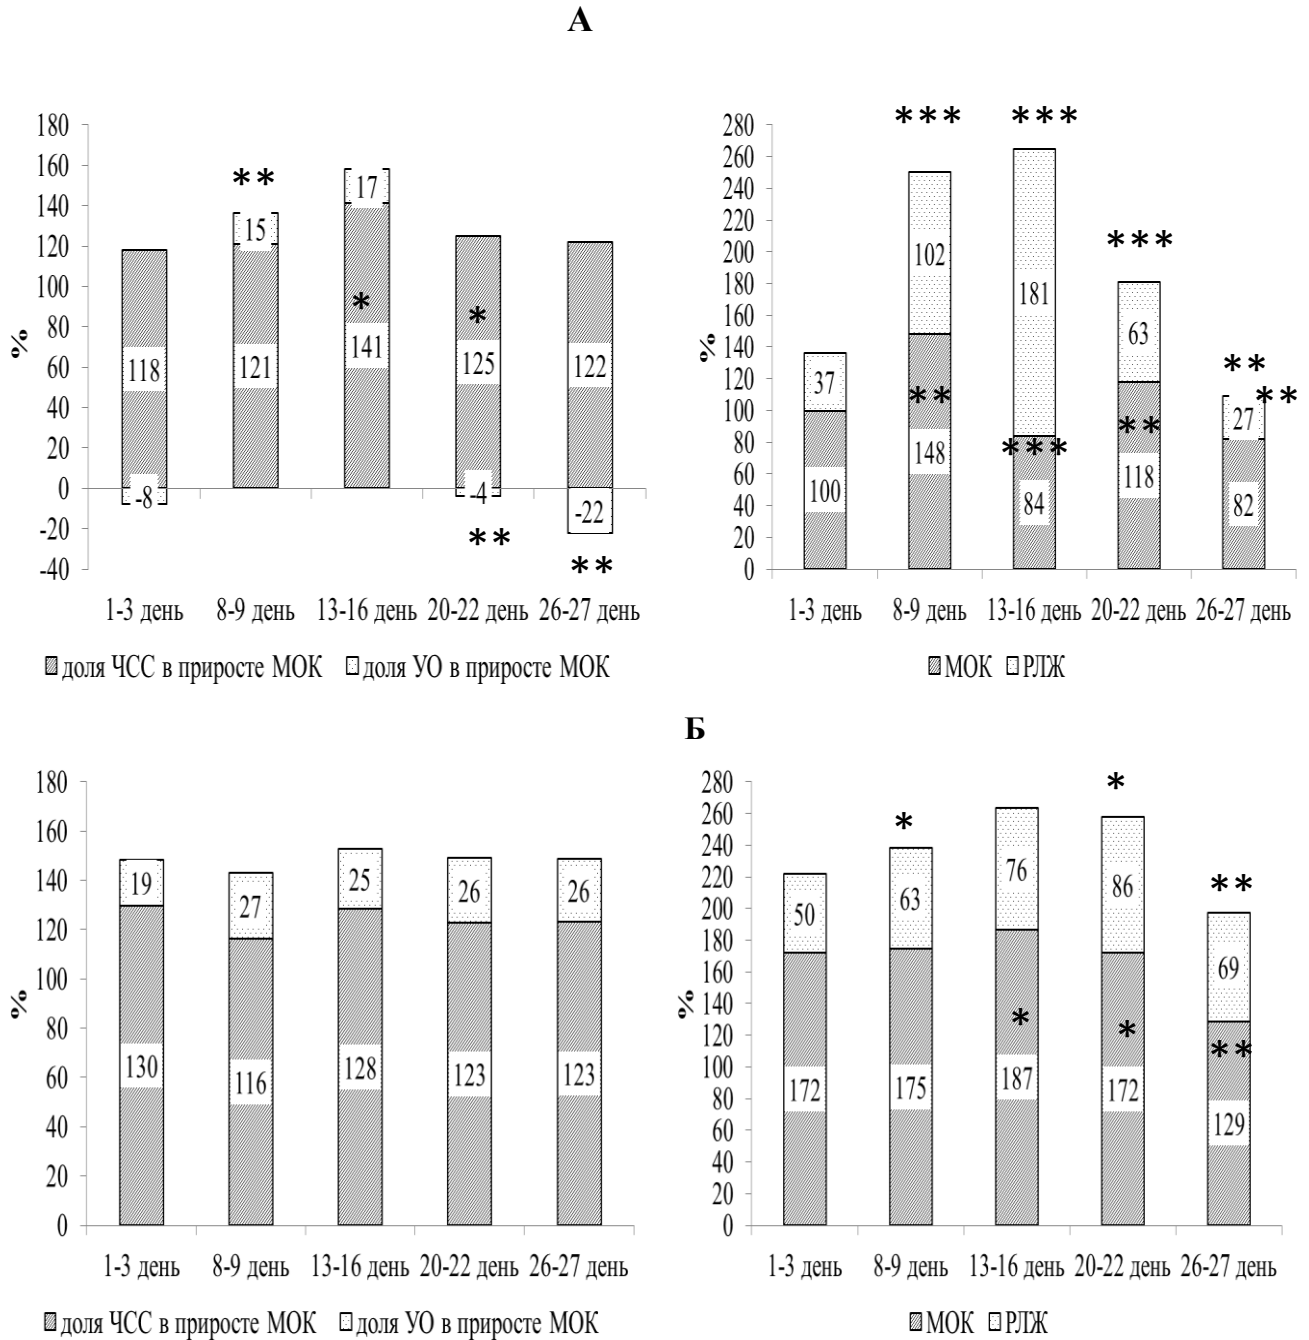 А
180
160
140
120
100
80
60
40
20
0
-20
-40
%
** * * ** **
15 17
118 121 141 125 122
-8 -4 -22
1-3 день 8-9 день 13-16 день 20-22 день 26-27 день
доля ЧСС в приросте МОК доля УО в приросте МОК
280
260
240
220
200
180
160
140
120
100
80
60
40
20
0
%
*** *** *** ** **
37 102 181 63 27
** *** **
100 148 84 118 82
1-3 день 8-9 день 13-16 день 20-22 день 26-27 день
МОК РЛЖ
Б
180
160
140
120
100
80
60
40
20
0
%
19 27 25 26 26
130 116 128 123 123
1-3 день 8-9 день 13-16 день 20-22 день 26-27 день
доля ЧСС в приросте МОК доля УО в приросте МОК
280
260
240
220
200
180
160
140
120
100
80
60
40
20
0
%
* * **
50 63 76 86 69
* * **
172 175 187 172 129
1-3 день 8-9 день 13-16 день 20-22 день 26-27 день
МОК РЛЖ